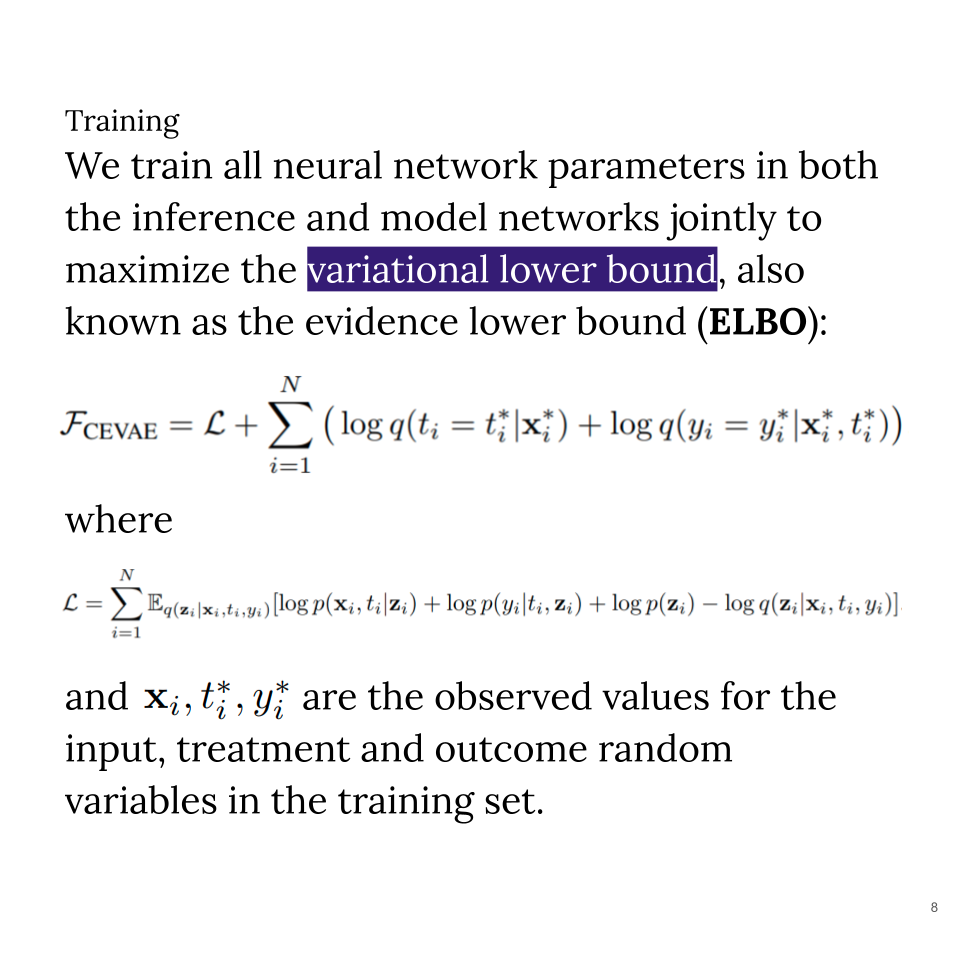 Training
We train all neural network parameters in both
the inference and model networks jointly to
maximize the variational lower bound, also
known as the evidence lower bound (ELBO):
$\mathcal{F}_{\text{CEVAE}} = \mathcal{L} + \sum_{i=1}^{N} \left( \log q(t_i = t_i^* | \mathbf{x}_i^*) + \log q(y_i = y_i^* | \mathbf{x}_i^*, t_i^*) \right)$
where
$\mathcal{L} = \sum_{i=1}^{N} \mathbb{E}_{q(\mathbf{z}_i | \mathbf{x}_i, t_i, y_i)} [\log p(\mathbf{x}_i, t_i | \mathbf{z}_i) + \log p(y_i | t_i, \mathbf{z}_i) + \log p(\mathbf{z}_i) - \log q(\mathbf{z}_i | \mathbf{x}_i, t_i, y_i)]$
and $\mathbf{x}_i, t_i^*, y_i^*$ are the observed values for the
input, treatment and outcome random
variables in the training set.
8